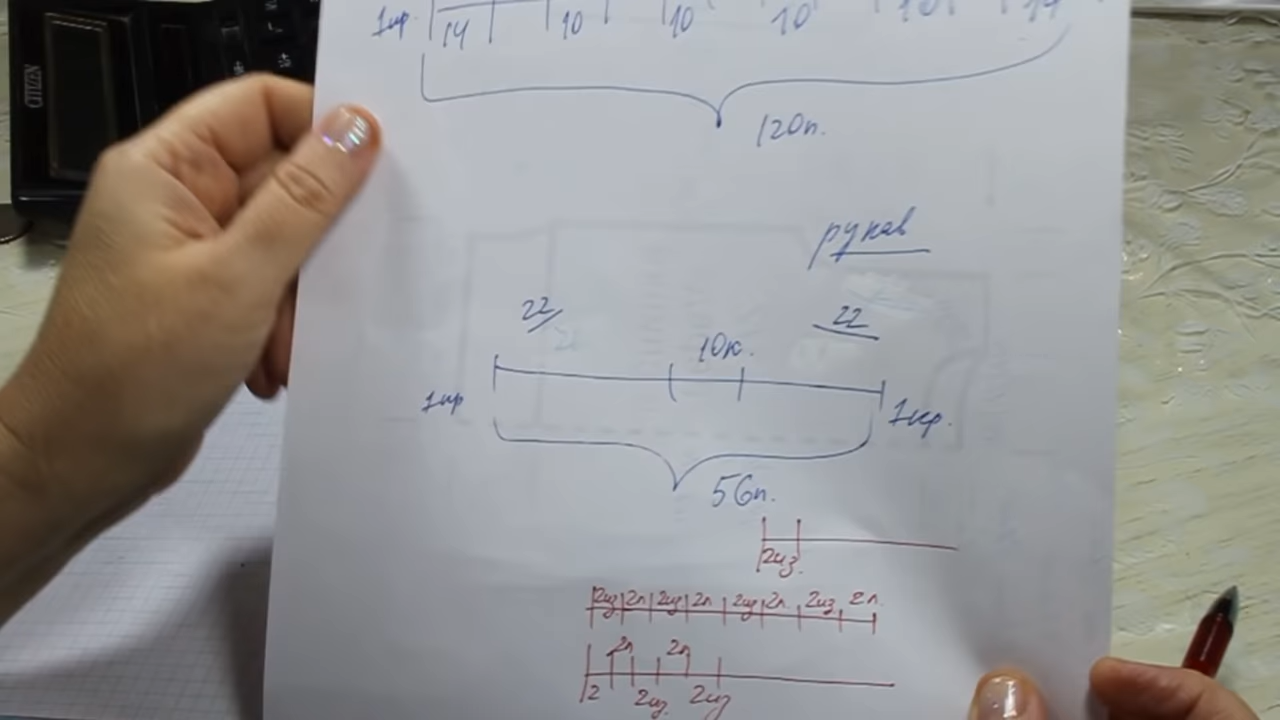 CITIZEN
1кр. 14 10 10 10 10 14
120п.
рукав
22 22
10к.
1кр 1кр.
56п.
2из.
2из 2п 2из 2п 2из 2п 2из 2п.
2п 2п
2 2из. 2из